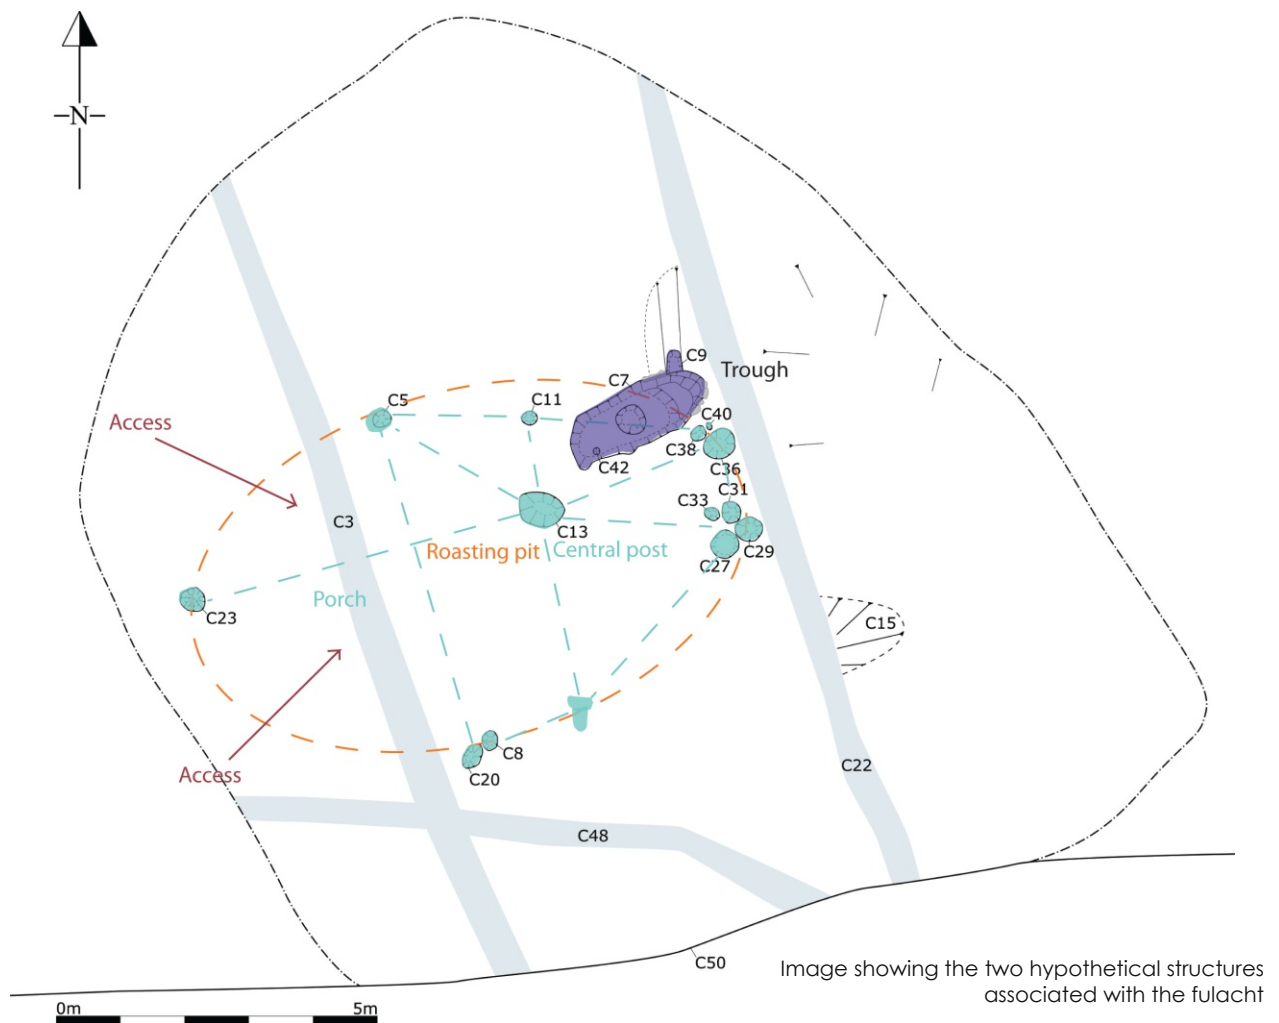 -N-
C9
Trough
C7
C5
C11
C40
Access
C38
C36
C42
C31
C33
C3
C13
Roasting pit
Central post
C29
C27
Porch
C23
C15
C8
C20
Access
C22
C48
C50
Image showing the two hypothetical structures
associated with the fulacht
0m
5m